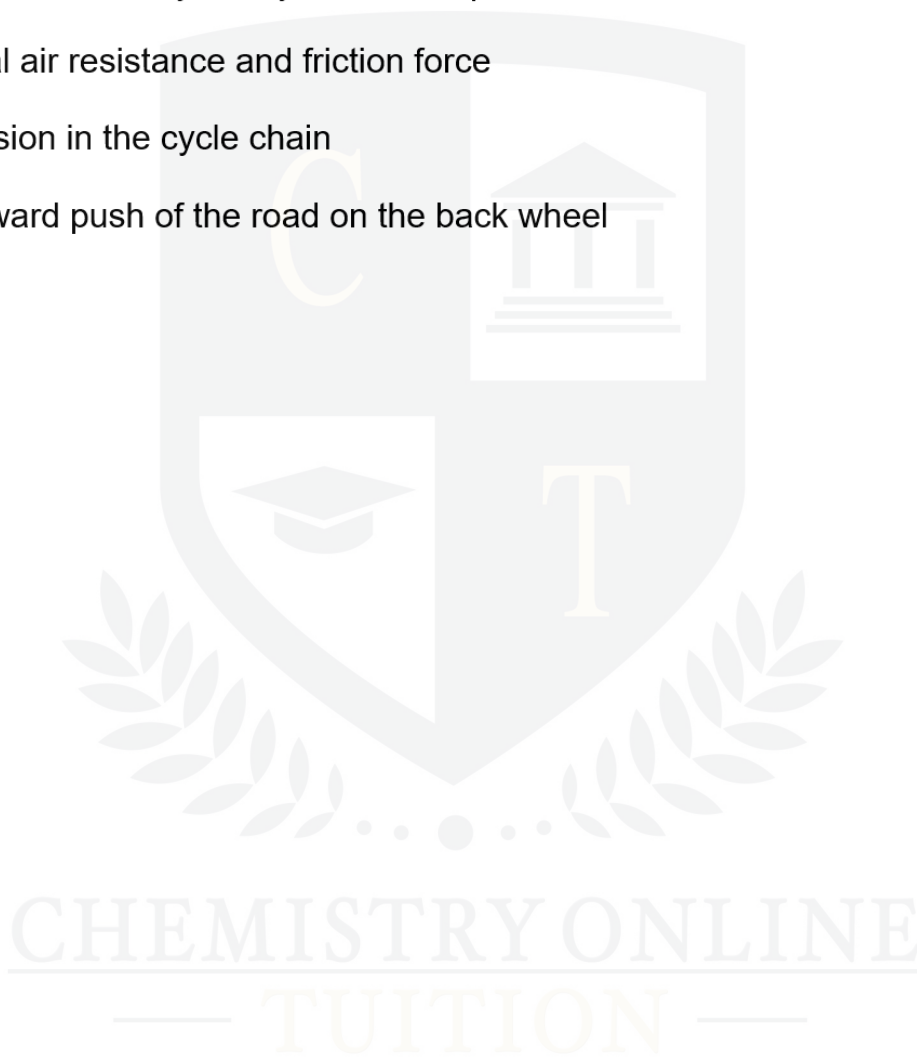 l air resistance and friction force
sion in the cycle chain
ward push of the road on the back wheel
C
T
CHEMISTRY ONLINE
TUITION